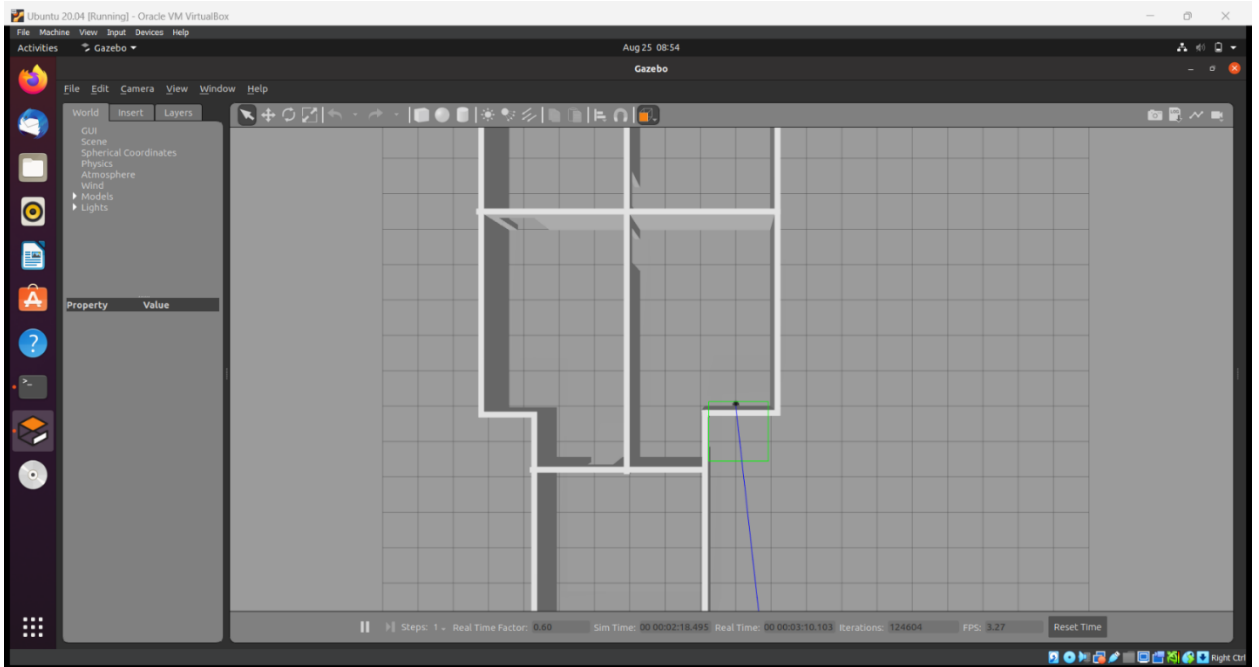 Ubuntu 20.04 [Running] - Oracle VM VirtualBox
File Machine View Input Devices Help
Activities Gazebo Aug 25 08:54
Gazebo
File Edit Camera View Window Help
World Insert Layers
GUI
Scene
Spherical Coordinates
Physics
Atmosphere
Wind
Models
Lights
Property Value
Steps: 1 Real Time Factor: 0.60 Sim Time: 00 00:02:18.495 Real Time: 00 00:03:10.103 Iterations: 124604 FPS: 3.27 Reset Time
Right Ctrl